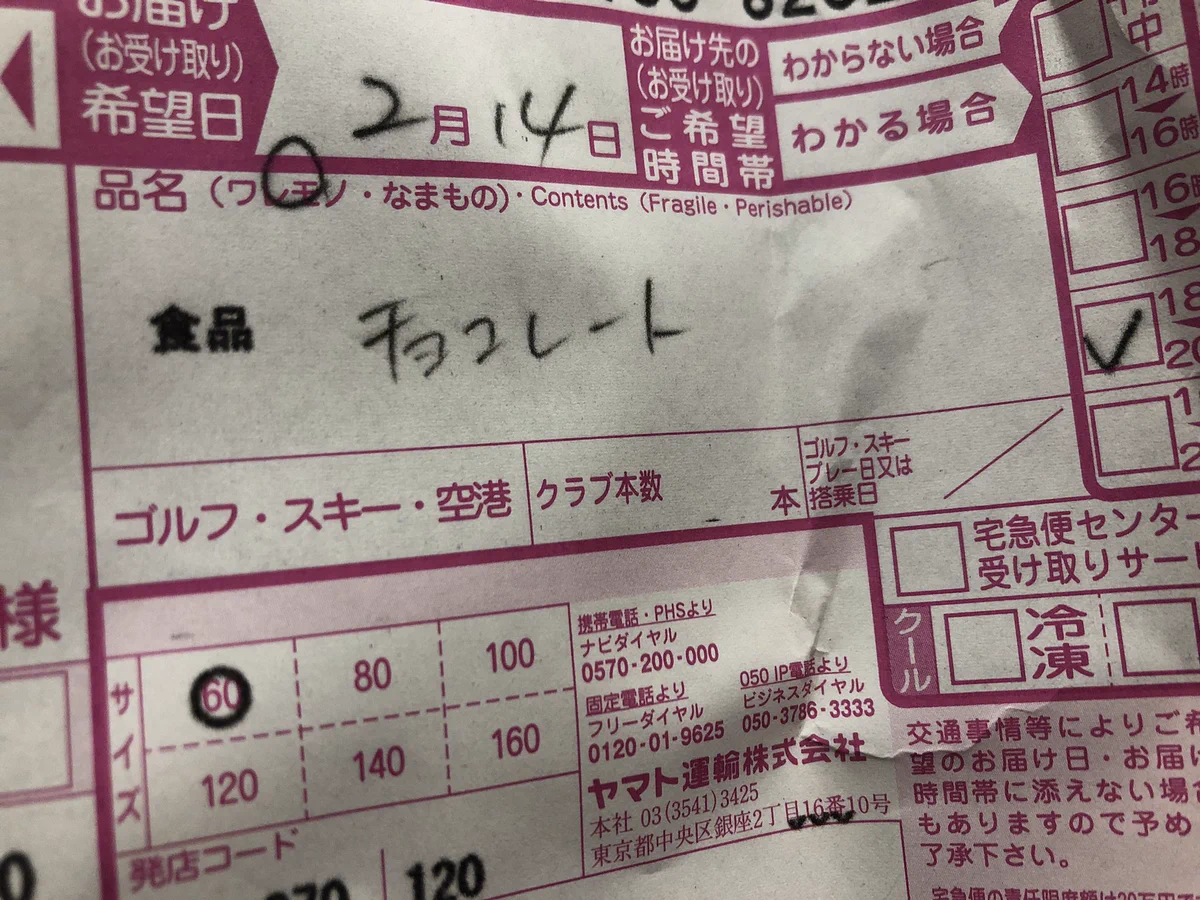 お届け
(お受け取り)
希望日
2月14日
お届け先の
(お受け取り)
ご希望
時間帯
わからない場合
わかる場合
中
14時
16時
16時
18
18
20
品名(ワレモノ・なまもの)・Contents (Fragile・Perishable)
食品 チョコレート
ゴルフ・スキー・空港
クラブ本数
本
ゴルフ・スキー
プレー日又は
搭乗日
宅急便センター
受け取りサー
クール
冷
凍
様
サイズ
60 80 100
120 140 160
携帯電話・PHSより
ナビダイヤル
0570-200-000
固定電話より
フリーダイヤル
0120-01-9625
050 IP電話より
ビジネスダイヤル
050-3786-3333
ヤマト運輸株式会社
本社 03(3541)3425
東京都中央区銀座2丁目16番10号
交通事情等によりご希
望のお届け日・お届け
時間帯に添えない場合
もありますので予め
了承下さい。
発店コード
120